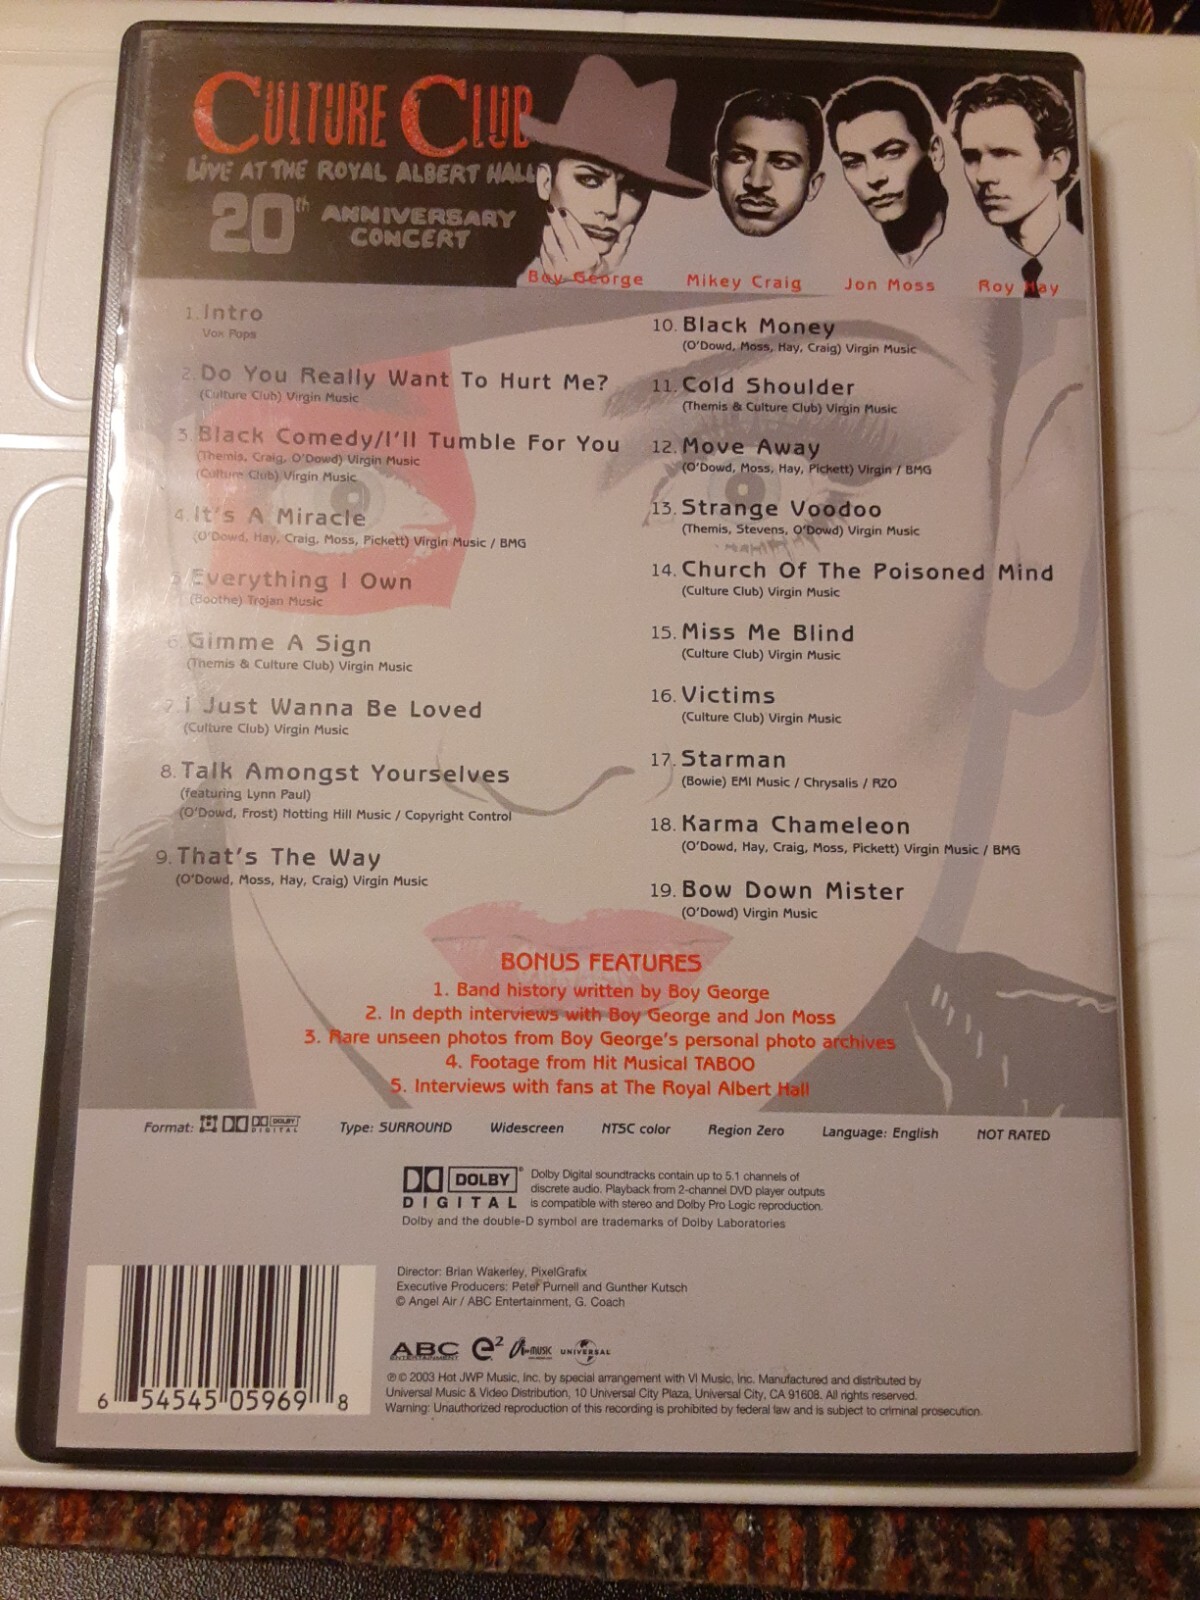 CULTURE CLUB
LIVE AT THE ROYAL ALBERT HALL
20th ANNIVERSARY CONCERT
Boy George Mikey Craig Jon Moss Roy Hay
1. Intro
Vox Pops
2. Do You Really Want To Hurt Me?
(Culture Club) Virgin Music
3. Black Comedy/I'll Tumble For You
(Themis, Craig, O'Dowd) Virgin Music
(Culture Club) Virgin Music
4. It's A Miracle
(O'Dowd, Hay, Craig, Moss, Pickett) Virgin Music / BMG
5. Everything I Own
(Boothe) Trojan Music
6. Gimme A Sign
(Themis & Culture Club) Virgin Music
7. I Just Wanna Be Loved
(Culture Club) Virgin Music
8. Talk Amongst Yourselves
(featuring Lynn Paul)
(O'Dowd, Frost) Notting Hill Music / Copyright Control
9. That's The Way
(O'Dowd, Moss, Hay, Craig) Virgin Music
10. Black Money
(O'Dowd, Moss, Hay, Craig) Virgin Music
11. Cold Shoulder
(Themis & Culture Club) Virgin Music
12. Move Away
(O'Dowd, Moss, Hay, Pickett) Virgin / BMG
13. Strange Voodoo
(Themis, Stevens, O'Dowd) Virgin Music
14. Church Of The Poisoned Mind
(Culture Club) Virgin Music
15. Miss Me Blind
(Culture Club) Virgin Music
16. Victims
(Culture Club) Virgin Music
17. Starman
(Bowie) EMI Music / Chrysalis / RZO
18. Karma Chameleon
(O'Dowd, Hay, Craig, Moss, Pickett) Virgin Music / BMG
19. Bow Down Mister
(O'Dowd) Virgin Music
BONUS FEATURES
1. Band history written by Boy George
2. In depth interviews with Boy George and Jon Moss
3. Rare unseen photos from Boy George's personal photo archives
4. Footage from Hit Musical TABOO
5. Interviews with fans at The Royal Albert Hall
Format: DOLBY DIGITAL Type: SURROUND Widescreen NTSC color Region Zero Language: English NOT RATED
DOLBY DIGITAL
Dolby Digital soundtracks contain up to 5.1 channels of
discrete audio. Playback from 2-channel DVD player outputs
is compatible with stereo and Dolby Pro Logic reproduction.
Dolby and the double-D symbol are trademarks of Dolby Laboratories
Director: Brian Wakerley, PixelGrafix
Executive Producers: Peter Purnell and Gunther Kutsch
© Angel Air / ABC Entertainment, G. Coach
ABC ENTERTAINMENT e2 A-MUSIC UNIVERSAL
℗ © 2003 Hot JWP Music, Inc. by special arrangement with VI Music, Inc. Manufactured and distributed by
Universal Music & Video Distribution, 10 Universal City Plaza, Universal City, CA 91608. All rights reserved.
Warning: Unauthorized reproduction of this recording is prohibited by federal law and is subject to criminal prosecution.
6 54545 05969 8